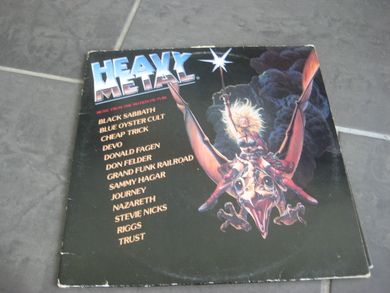 HEAVY
METAL
MUSIC FROM THE MOTION PICTURE
BLACK SABBATH
BLUE OYSTER CULT
CHEAP TRICK
DEVO
DONALD FAGEN
DON FELDER
GRAND FUNK RAILROAD
SAMMY HAGAR
JOURNEY
NAZARETH
STEVIE NICKS
RIGGS
TRUST